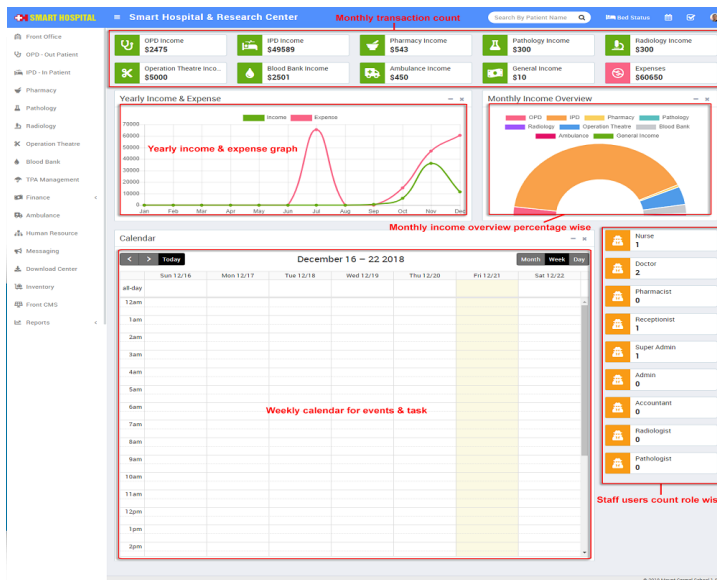 SMART HOSPITAL
Smart Hospital & Research Center
Monthly transaction count
Search By Patient Name
Bed Status
Front Office
OPD - Out Patient
IPD - In Patient
Pharmacy
Pathology
Radiology
Operation Theatre
Blood Bank
TPA Management
Finance
Ambulance
Human Resource
Messaging
Download Center
Inventory
Front CMS
Reports
OPD Income
$2475
IPD Income
$49589
Pharmacy Income
$543
Pathology Income
$300
Radiology Income
$300
Operation Theatre Inco...
$5000
Blood Bank Income
$2501
Ambulance Income
$450
General Income
$10
Expenses
$60650
Yearly Income & Expense
Income Expense
70000
60000
50000
40000
30000
20000
10000
0
Yearly income & expense graph
Jan Feb Mar Apr May Jun Jul Aug Sep Oct Nov Dec
Monthly Income Overview
OPD IPD Pharmacy Pathology
Radiology Operation Theatre Blood Bank
Ambulance General Income
Monthly income overview percentage wise
Calendar
< > Today
December 16 – 22 2018
Month Week Day
Sun 12/16 Mon 12/17 Tue 12/18 Wed 12/19 Thu 12/20 Fri 12/21 Sat 12/22
all-day
12am
1am
2am
3am
4am
5am
6am
7am
8am
9am
10am
11am
12pm
1pm
2pm
Weekly calendar for events & task
Nurse
1
Doctor
2
Pharmacist
0
Receptionist
1
Super Admin
1
Admin
0
Accountant
0
Radiologist
0
Pathologist
0
Staff users count role wis